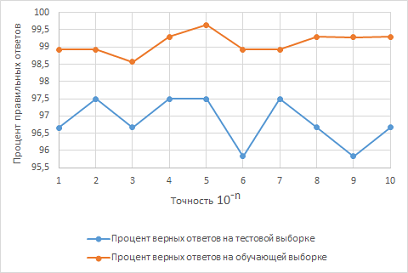 Процент правильных ответов
100
99,5
99
98,5
98
97,5
97
96,5
96
95,5
1 2 3 4 5 6 7 8 9 10
Точность 10^-n
Процент верных ответов на тестовой выборке
Процент верных ответов на обучающей выборке